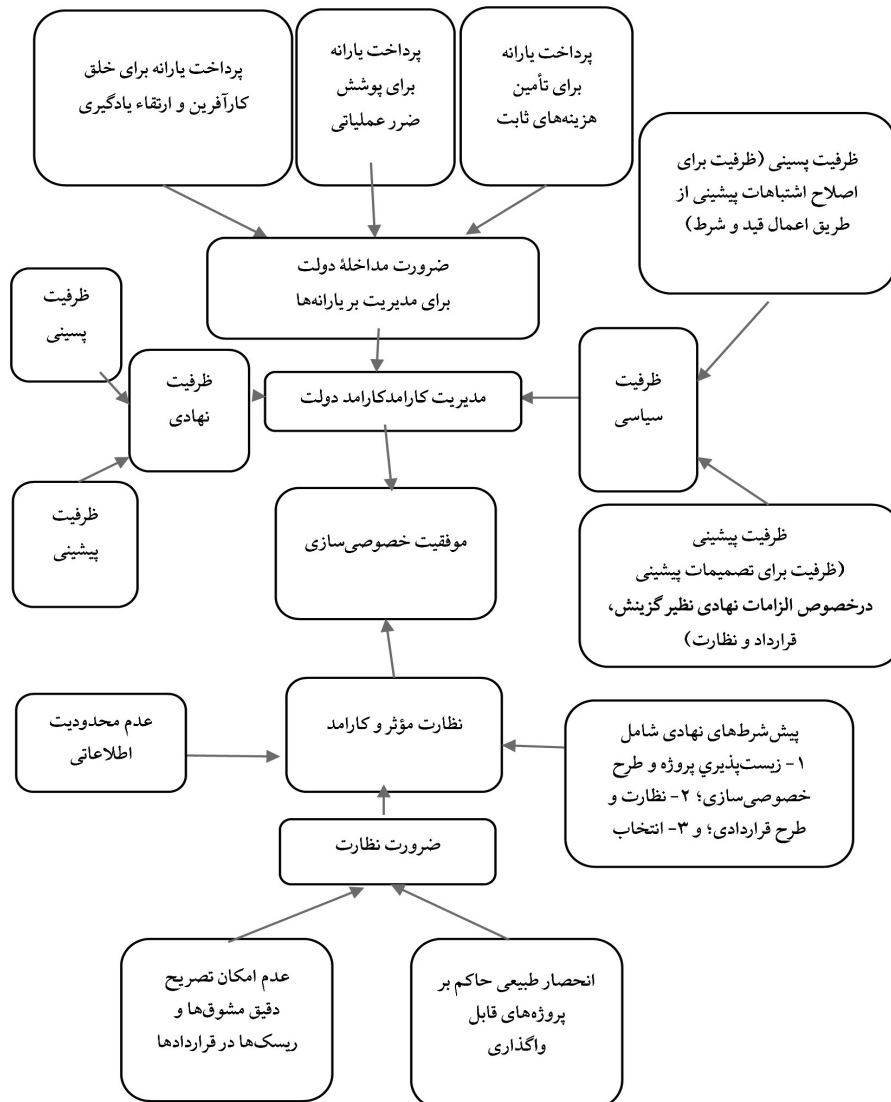 پرداخت یارانه برای خلق
کارآفرین و ارتقاء یادگیری
پرداخت یارانه
برای پوشش
ضرر عملیاتی
پرداخت یارانه
برای تأمین
هزینه‌های ثابت
ظرفیت پسینی (ظرفیت برای
اصلاح اشتباهات پیشینی از
طریق اعمال قید و شرط)
ضرورت مداخلهٔ دولت
برای مدیریت بر یارانه‌ها
ظرفیت
پسینی
ظرفیت
نهادی
مدیریت کارامدکارامد دولت
ظرفیت
سیاسی
ظرفیت
پیشینی
موفقیت خصوصی‌سازی
ظرفیت پیشینی
(ظرفیت برای تصمیمات پیشینی
درخصوص الزامات نهادی نظیر گزینش،
قرارداد و نظارت)
عدم محدودیت
اطلاعاتی
نظارت مؤثر و کارامد
پیش‌شرط‌های نهادی شامل
۱- زیست‌پذیري پروژه و طرح
خصوصی‌سازی؛ ۲- نظارت و
طرح قراردادی؛ و ۳- انتخاب
ضرورت نظارت
عدم امکان تصریح
دقیق مشوق‌ها و
ریسک‌ها در قراردادها
انحصار طبیعی حاکم بر
پروژه‌های قابل
واگذاری